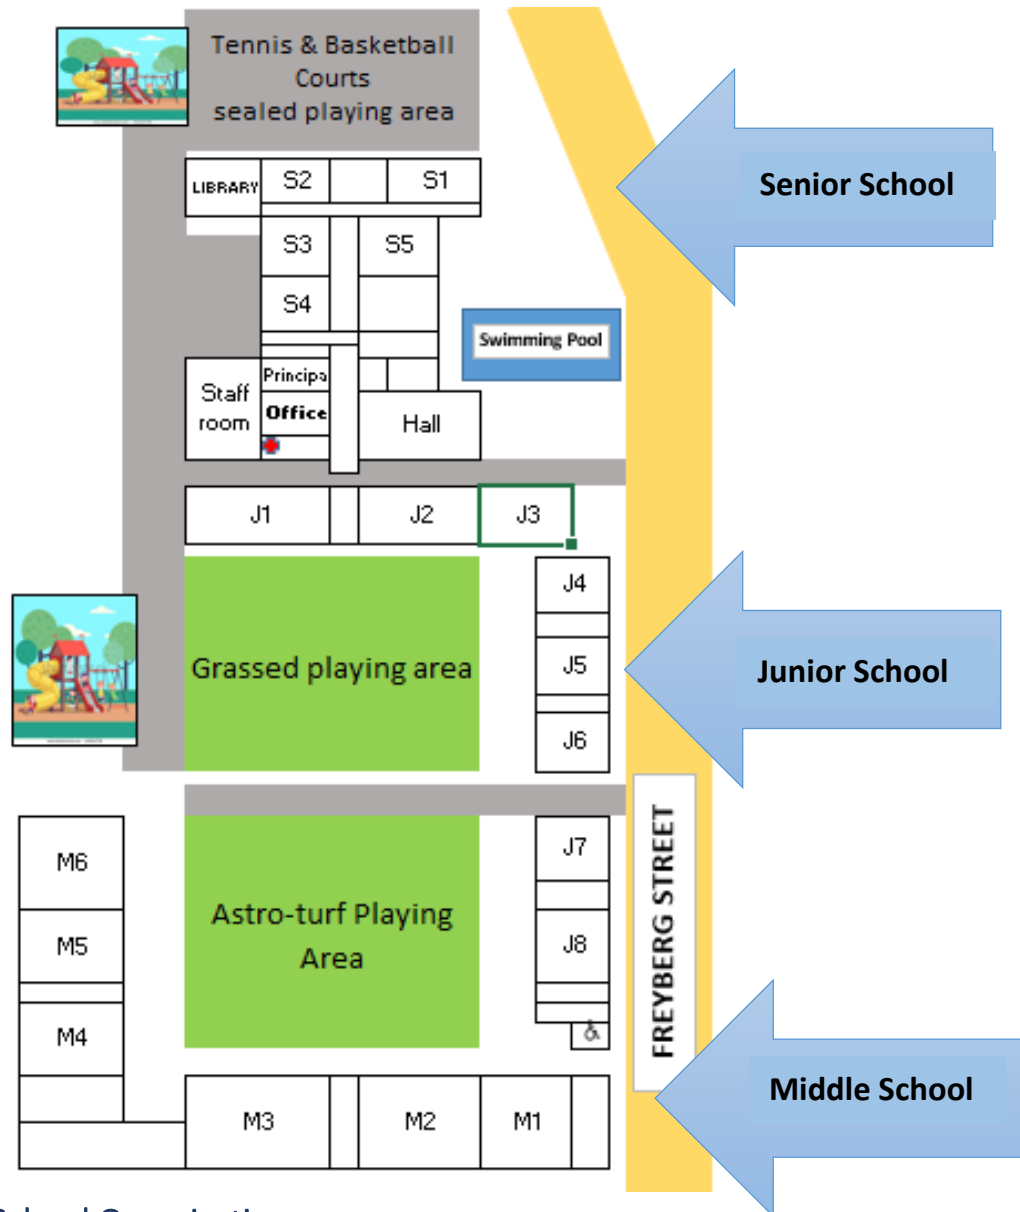 Tennis & Basketball
Courts
sealed playing area
LIBRARY
S2
S1
Senior School
S3
S5
S4
Swimming Pool
Principa
Staff
room
Office
Hall
J1
J2
J3
J4
Grassed playing area
J5
Junior School
J6
M6
J7
Astro-turf Playing
Area
M5
J8
FREYBERG STREET
M4
Middle School
M3
M2
M1